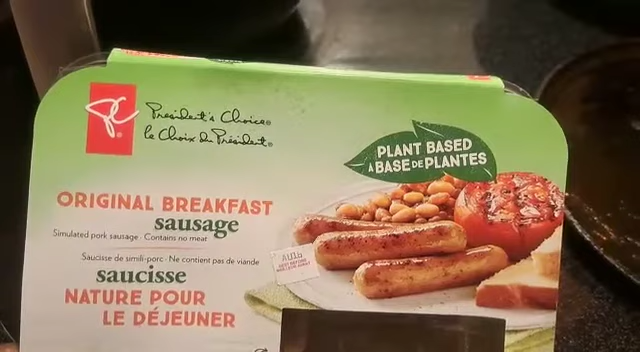 PC
President's Choice®
le Choix du Président®
PLANT BASED
À BASE DE PLANTES
ORIGINAL BREAKFAST
sausage
Simulated pork sausage · Contains no meat
Saucisse de simili-porc · Ne contient pas de viande
saucisse
NATURE POUR
LE DÉJEUNER